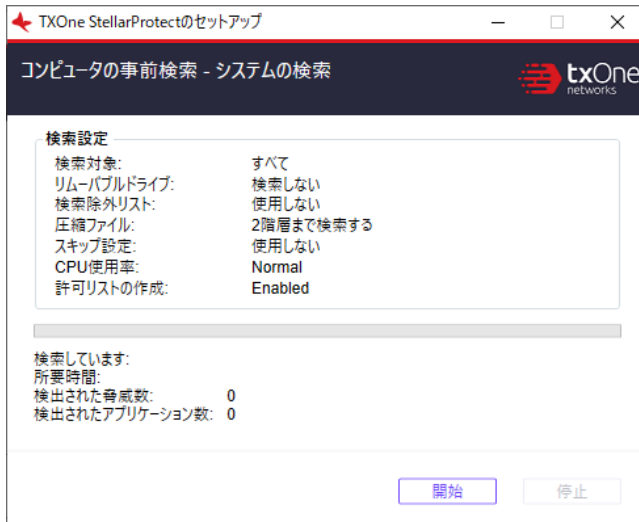 TXOne StellarProtectのセットアップ
コンピュータの事前検索 - システムの検索
txOne
networks
検索設定
検索対象: すべて
リムーバブルドライブ: 検索しない
検索除外リスト: 使用しない
圧縮ファイル: 2階層まで検索する
スキップ設定: 使用しない
CPU使用率: Normal
許可リストの作成: Enabled
検索しています:
所要時間:
検出された脅威数: 0
検出されたアプリケーション数: 0
開始 停止